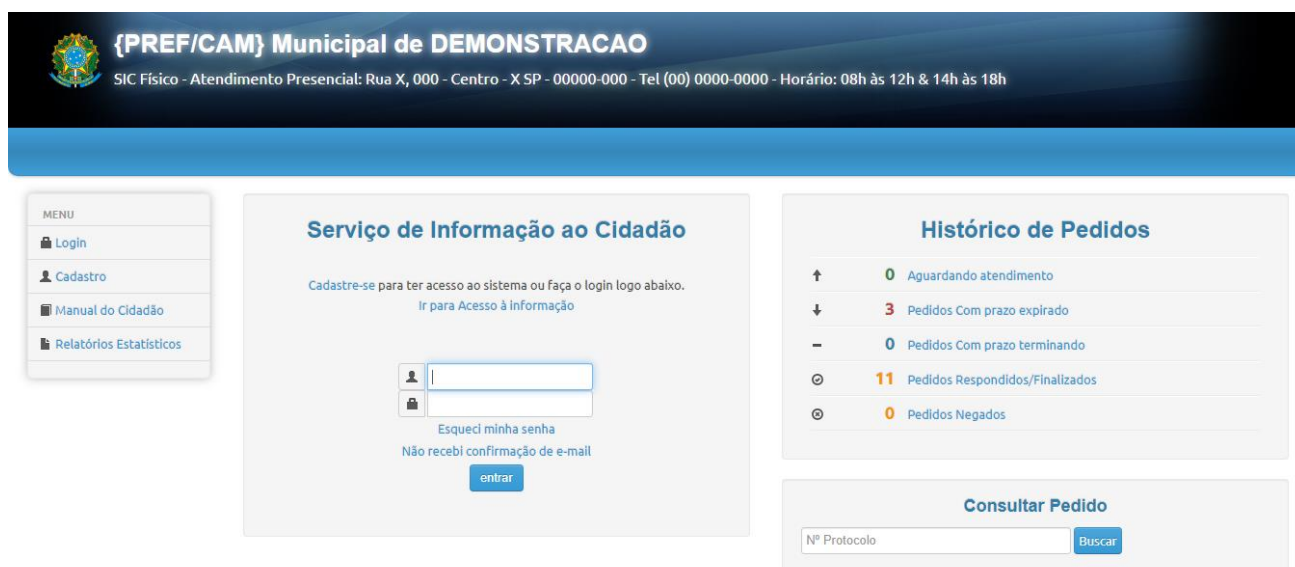 {PREF/CAM} Municipal de DEMONSTRACAO
SIC Físico - Atendimento Presencial: Rua X, 000 - Centro - X SP - 00000-000 - Tel (00) 0000-0000 - Horário: 08h às 12h & 14h às 18h
MENU
Login
Cadastro
Manual do Cidadão
Relatórios Estatísticos
Serviço de Informação ao Cidadão
Cadastre-se para ter acesso ao sistema ou faça o login logo abaixo.
Ir para Acesso à informação
Esqueci minha senha
Não recebi confirmação de e-mail
entrar
Histórico de Pedidos
0 Aguardando atendimento
3 Pedidos Com prazo expirado
0 Pedidos Com prazo terminando
11 Pedidos Respondidos/Finalizados
0 Pedidos Negados
Consultar Pedido
Nº Protocolo Buscar